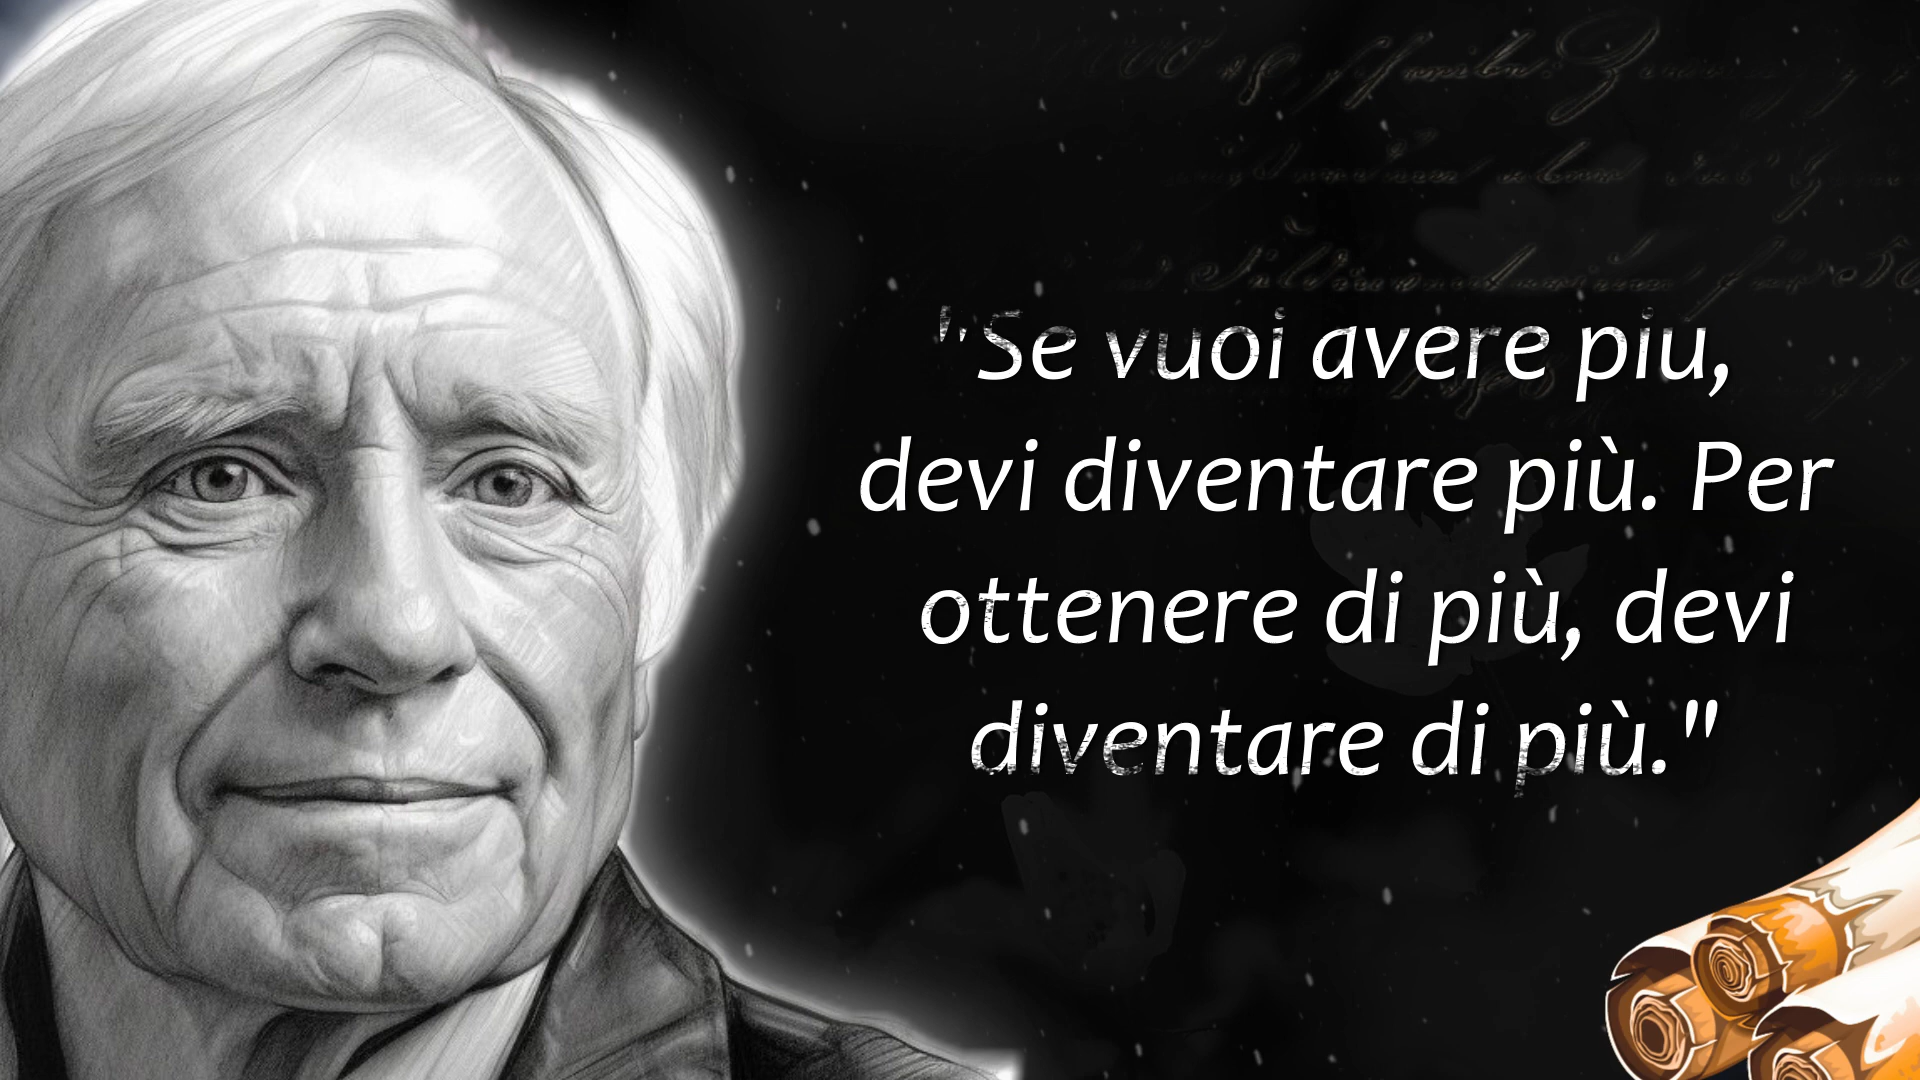 "Se vuoi avere piu,
devi diventare più. Per
ottenere di più, devi
diventare di più."